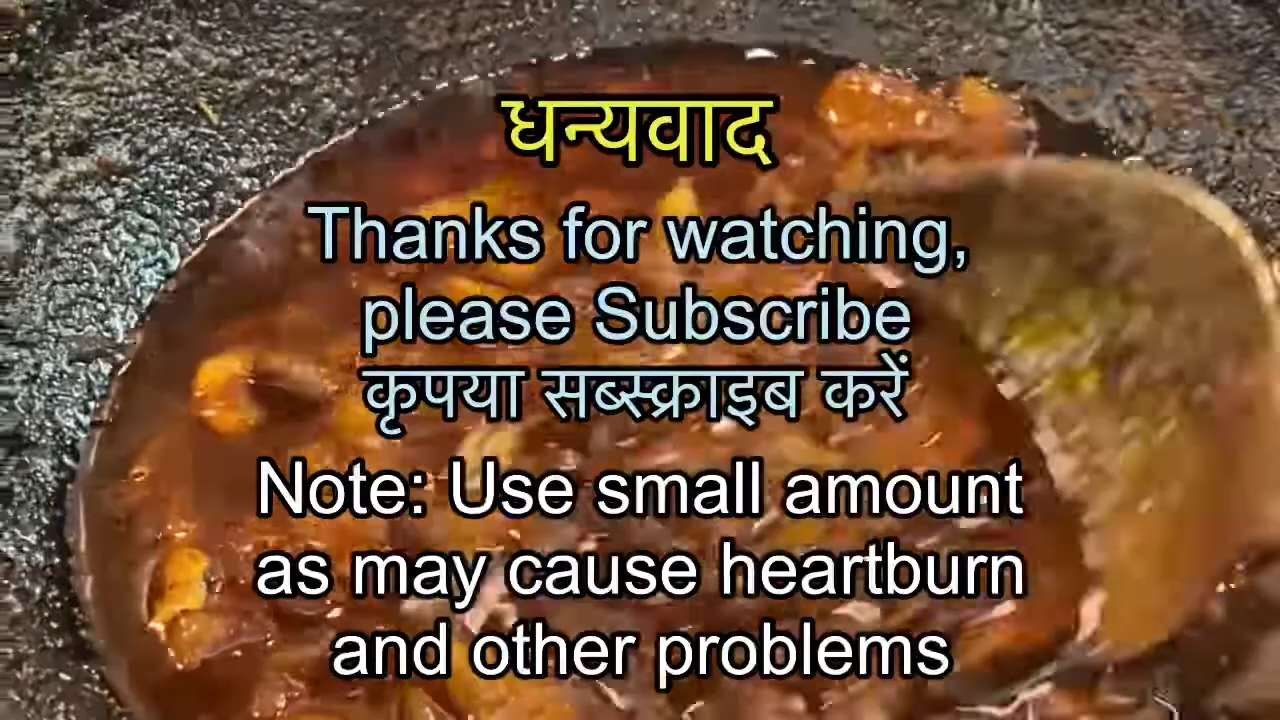 धन्यवाद
Thanks for watching,
please Subscribe
कृपया सब्स्क्राइब करें
Note: Use small amount
as may cause heartburn
and other problems